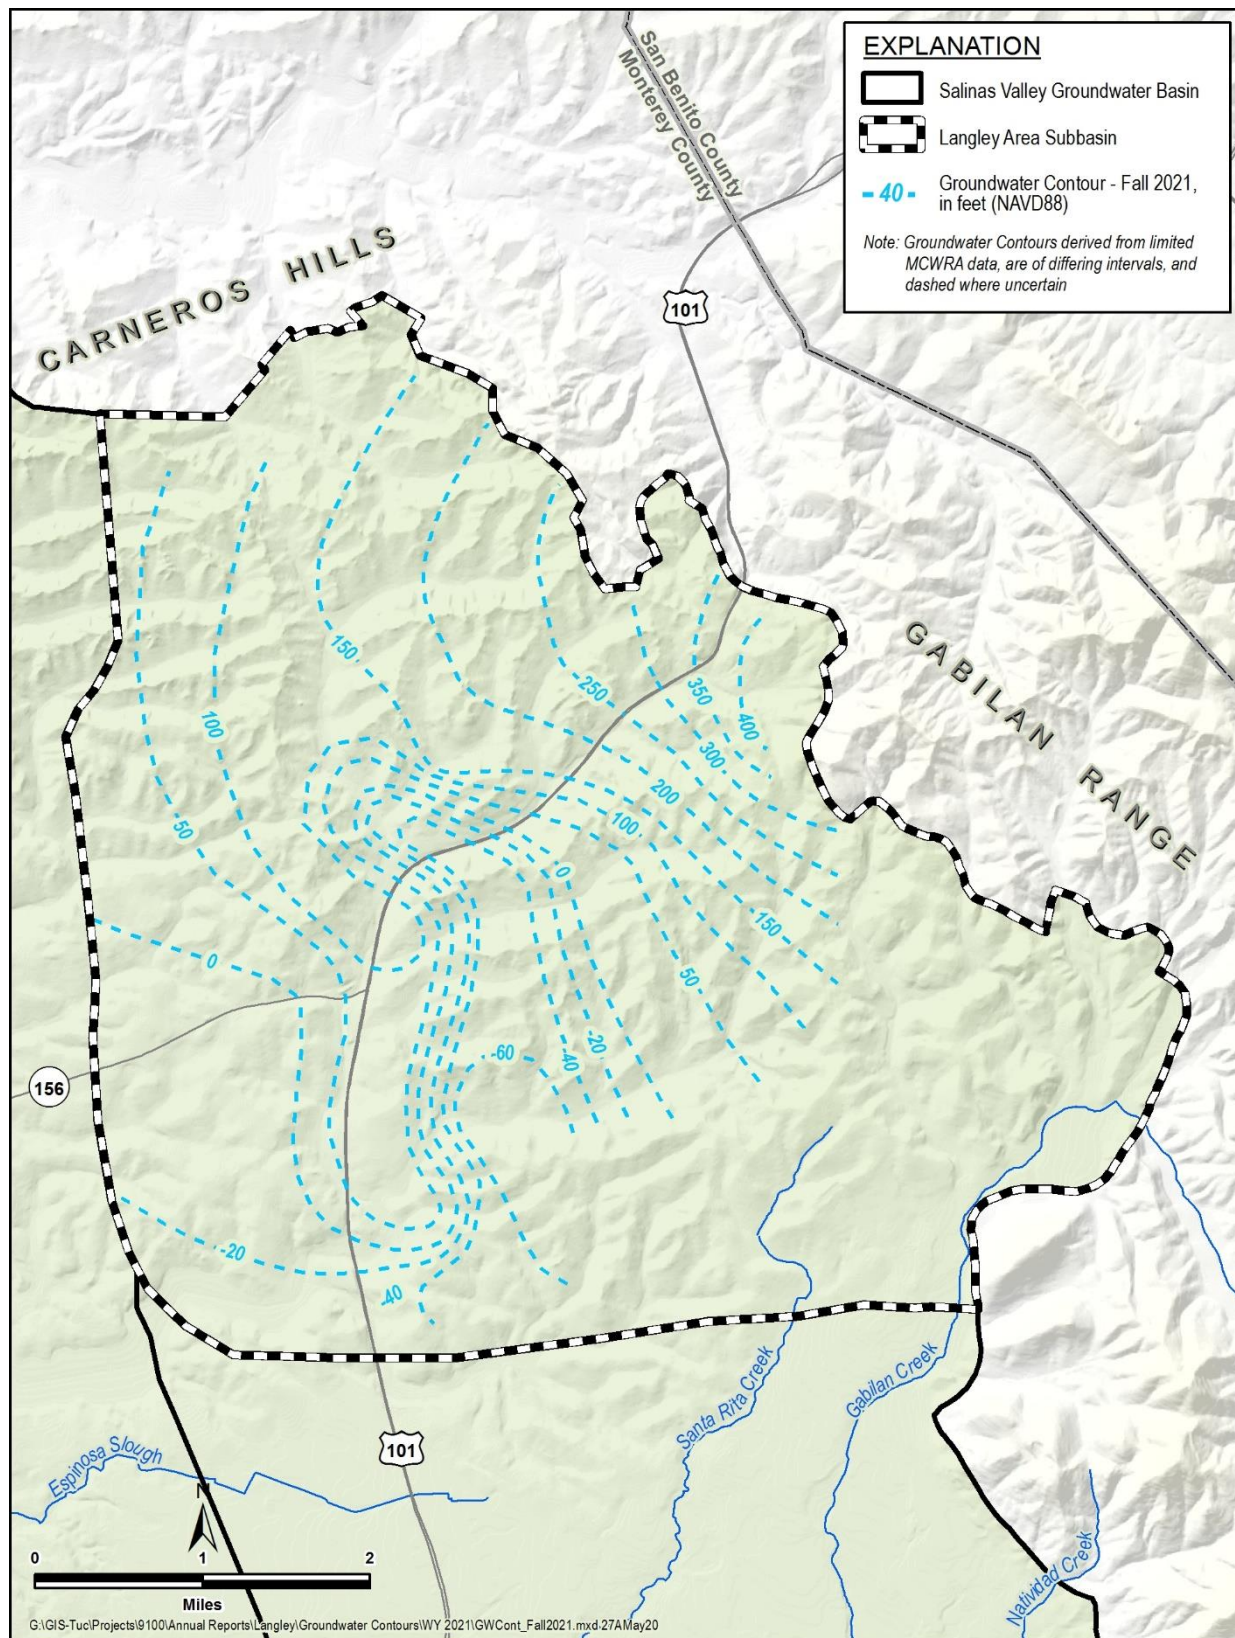 San Benito County
Monterey County
EXPLANATION
Salinas Valley Groundwater Basin
Langley Area Subbasin
- 40 -
Groundwater Contour - Fall 2021,
in feet (NAVD88)
Note: Groundwater Contours derived from limited
MCWRA data, are of differing intervals, and
dashed where uncertain
CARNEROS HILLS
101
GABILAN RANGE
150
100
50
250
350
400
300
200
100
0
150
50
0
-20
-40
-60
156
-20
-40
Santa Rita Creek
Gabilan Creek
Espinosa Slough
101
Natividad Creek
N
0 1 2
Miles
G:\GIS-Tuc\Projects\9100\Annual Reports\Langley\Groundwater Contours\WY 2021\GWCont_Fall2021.mxd-27AMay20